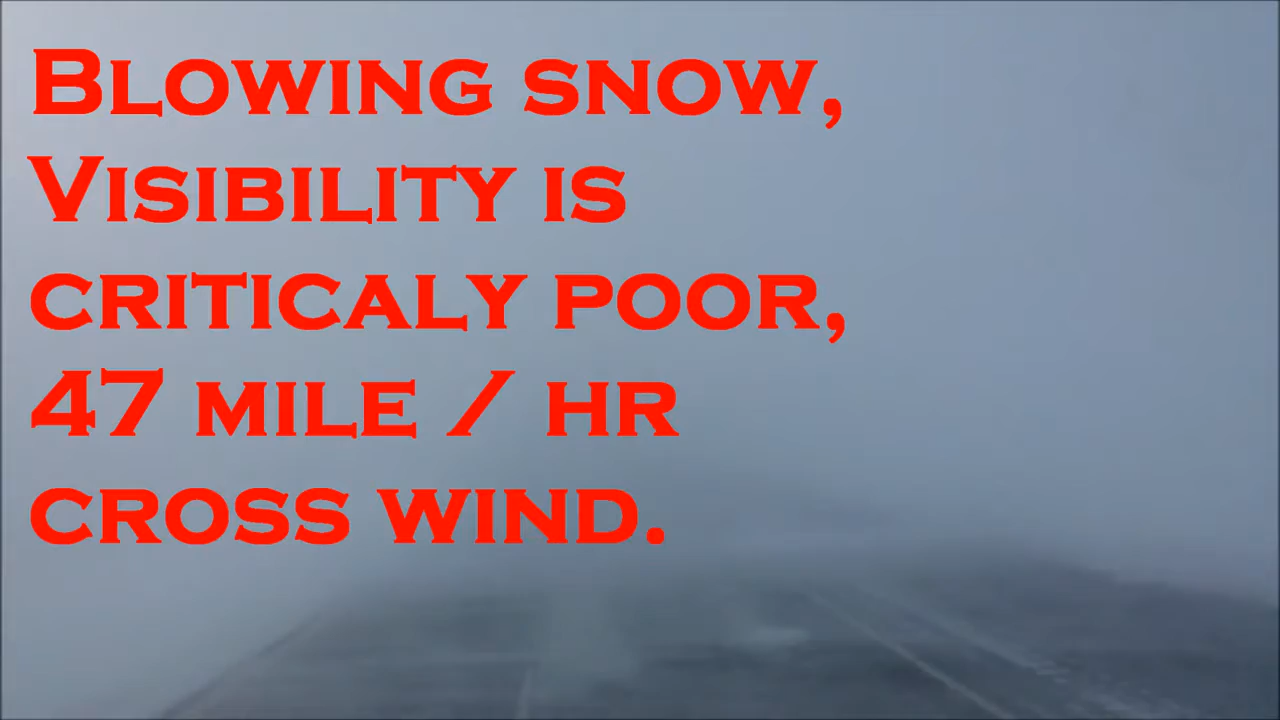 Blowing snow,
Visibility is
criticaly poor,
47 mile / hr
cross wind.